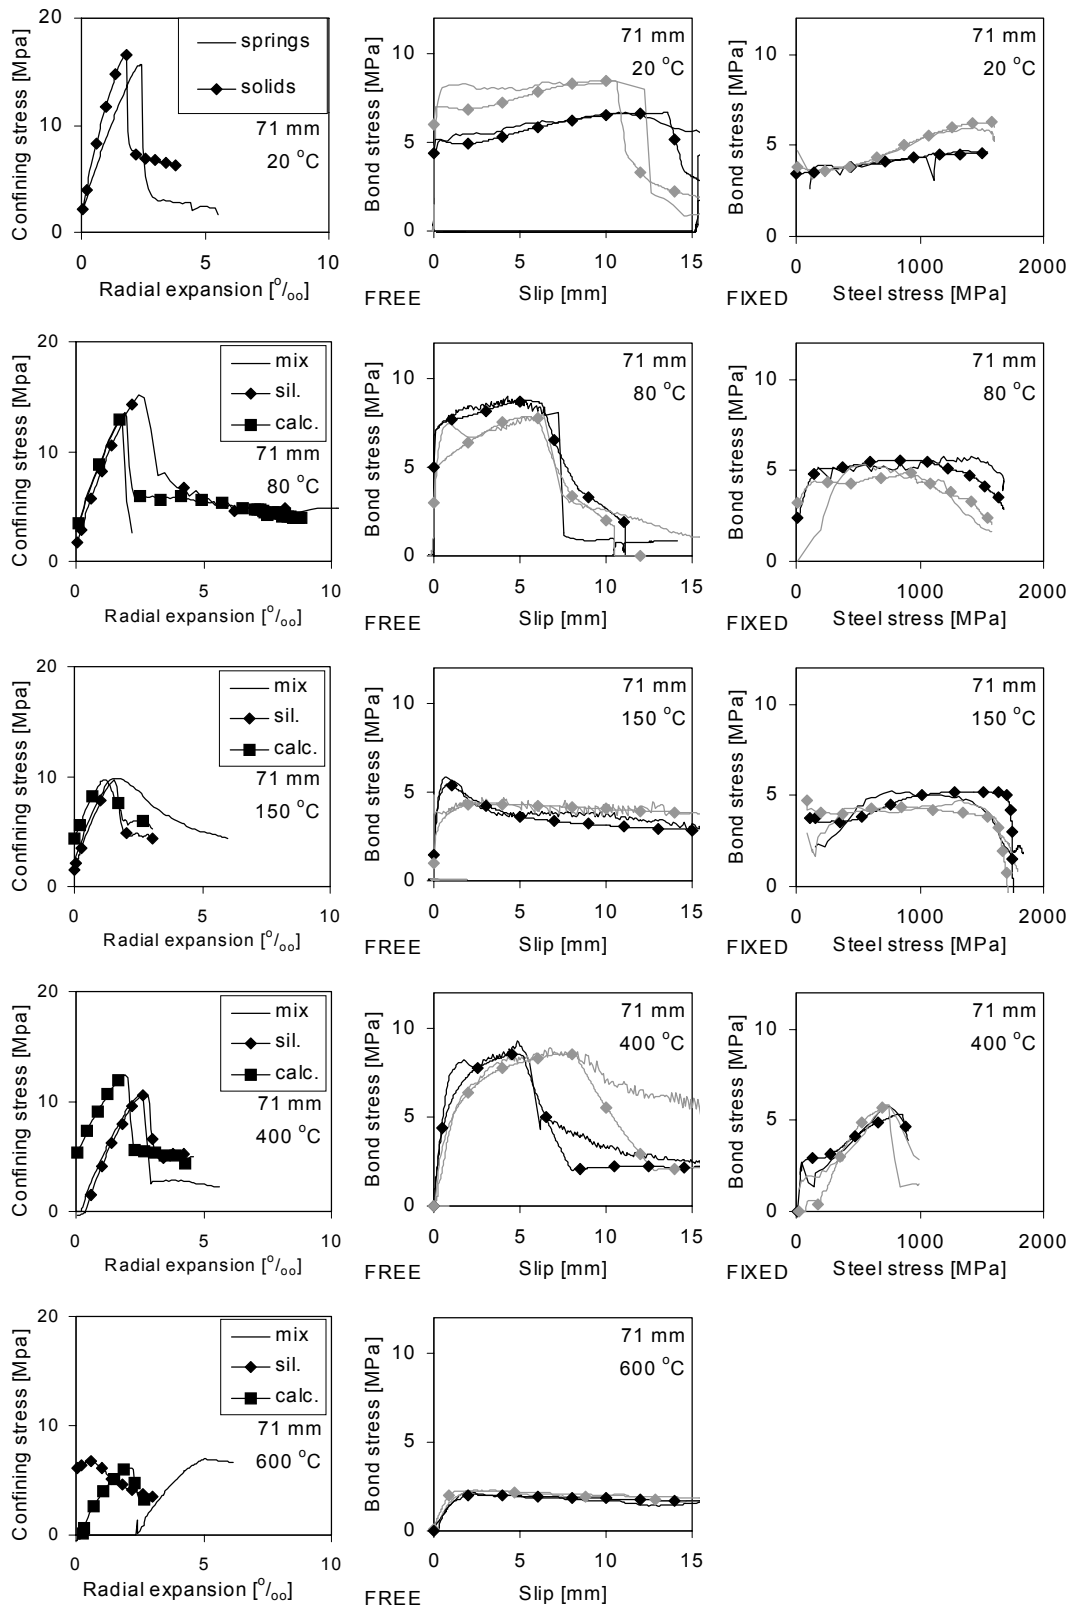 20
10
0
Confining stress [Mpa]
springs
solids
71 mm
20 °C
0 5 10
Radial expansion [°/oo]
10
5
0
Bond stress [MPa]
71 mm
20 °C
0 5 10 15
FREE Slip [mm]
10
5
0
Bond stress [MPa]
71 mm
20 °C
0 1000 2000
FIXED Steel stress [MPa]
20
10
0
Confining stress [Mpa]
mix
sil.
calc.
71 mm
80 °C
0 5 10
Radial expansion [°/oo]
10
5
0
Bond stress [MPa]
71 mm
80 °C
0 5 10 15
FREE Slip [mm]
10
5
0
Bond stress [MPa]
71 mm
80 °C
0 1000 2000
FIXED Steel stress [MPa]
20
10
0
Confining stress [Mpa]
mix
sil.
calc.
71 mm
150 °C
0 5 10
Radial expansion [°/oo]
10
5
0
Bond stress [MPa]
71 mm
150 °C
0 5 10 15
FREE Slip [mm]
10
5
0
Bond stress [MPa]
71 mm
150 °C
0 1000 2000
FIXED Steel stress [MPa]
20
10
0
Confining stress [Mpa]
mix
sil.
calc.
71 mm
400 °C
0 5 10
Radial expansion [°/oo]
10
5
0
Bond stress [MPa]
71 mm
400 °C
0 5 10 15
FREE Slip [mm]
10
5
0
Bond stress [MPa]
71 mm
400 °C
0 1000 2000
FIXED Steel stress [MPa]
20
10
0
Confining stress [Mpa]
mix
sil.
calc.
71 mm
600 °C
0 5 10
Radial expansion [°/oo]
10
5
0
Bond stress [MPa]
71 mm
600 °C
0 5 10 15
FREE Slip [mm]